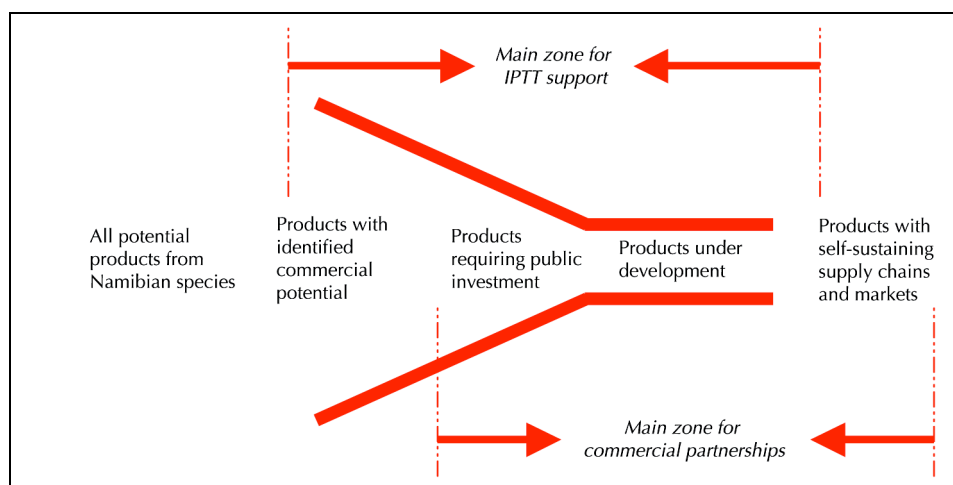 Main zone for
IPTT support
All potential
products from
Namibian species
Products with
identified
commercial
potential
Products
requiring public
investment
Products under
development
Products with
self-sustaining
supply chains
and markets
Main zone for
commercial partnerships